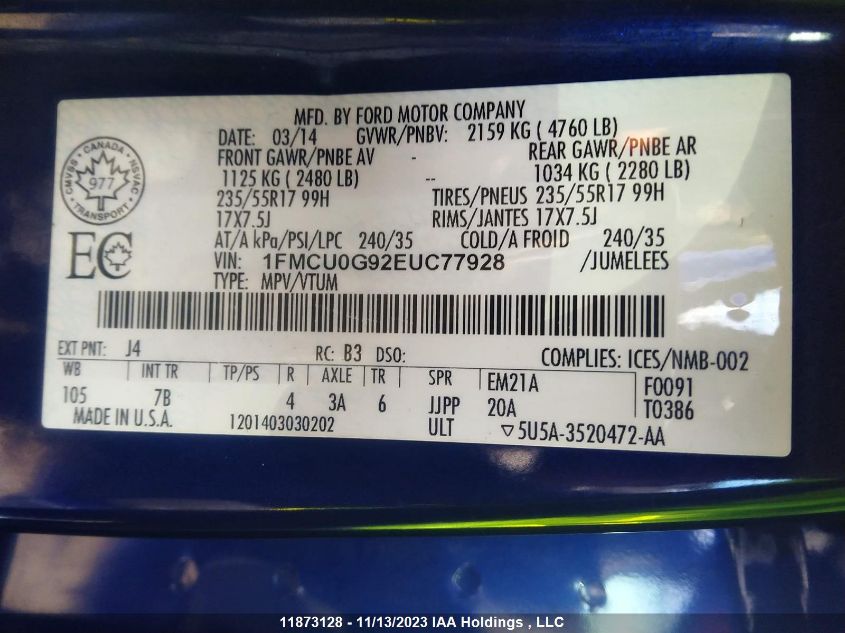 MFD. BY FORD MOTOR COMPANY
DATE: 03/14 GVWR/PNBV: 2159 KG ( 4760 LB)
FRONT GAWR/PNBE AV - REAR GAWR/PNBE AR
1125 KG ( 2480 LB) -- 1034 KG ( 2280 LB)
235/55R17 99H TIRES/PNEUS 235/55R17 99H
17X7.5J RIMS/JANTES 17X7.5J
AT/A kPa/PSI/LPC 240/35 COLD/A FROID 240/35
VIN: 1FMCU0G92EUC77928 /JUMELEES
TYPE: MPV/VTUM
CANADA
CMVSS NSVAC
977
TRANSPORT
EC
EXT PNT: J4 RC: B3 DSO: COMPLIES: ICES/NMB-002
WB INT TR TP/PS R AXLE TR SPR EM21A F0091
105 7B 4 3A 6 JJPP 20A T0386
MADE IN U.S.A. 1201403030202 ULT ▽5U5A-3520472-AA
11873128 - 11/13/2023 IAA Holdings , LLC